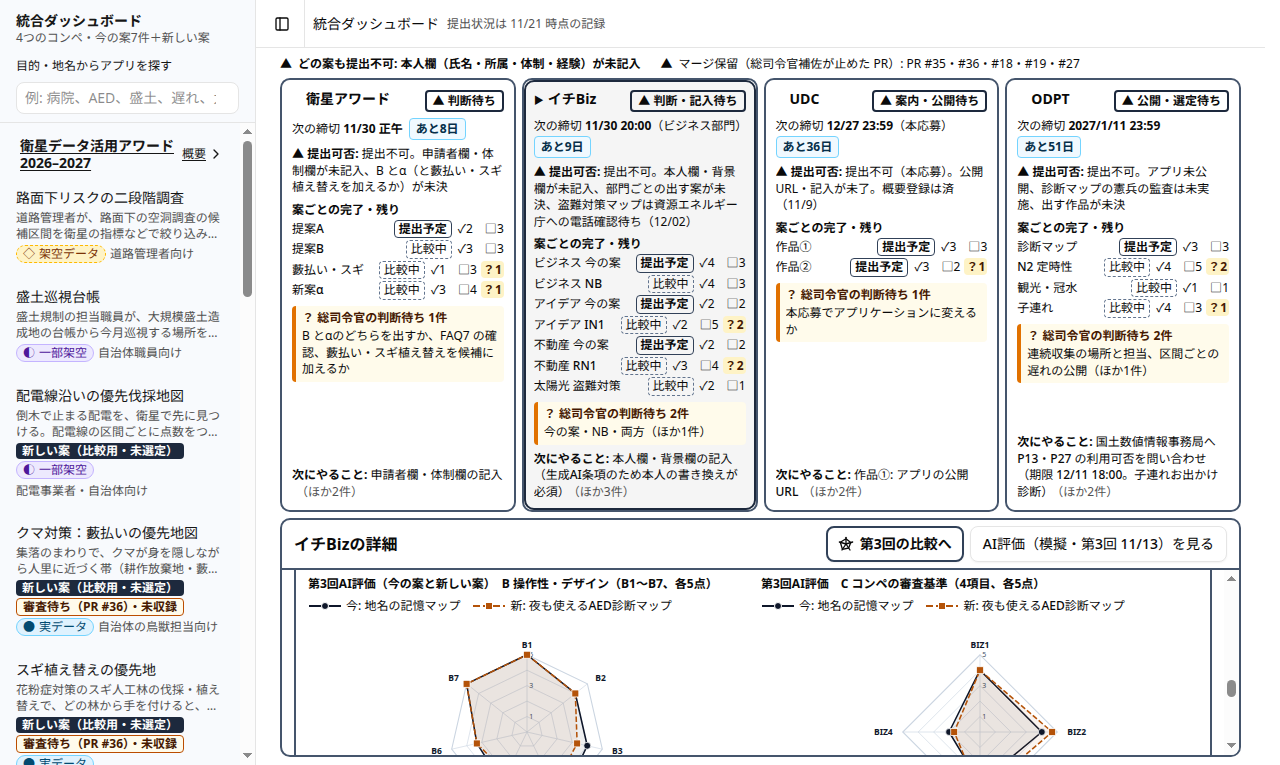 統合ダッシュボード
4つのコンペ・今の案7件＋新しい案
目的・地名からアプリを探す
例: 病院、AED、盛土、遅れ、
衛星データ活用アワード
2026–2027
概要
路面下リスクの二段階調査
道路管理者が、路面下の空洞調査の候
補区間を衛星の指標などで絞り込み…
◇ 架空データ 道路管理者向け
盛土巡視台帳
盛土規制の担当職員が、大規模盛土造
成地の台帳から今月巡視する場所を…
一部架空 自治体職員向け
配電線沿いの優先伐採地図
倒木で止まる配電を、衛星で先に見つ
ける。配電線の区間ごとに点数をつ…
新しい案（比較用・未選定）
一部架空
配電事業者・自治体向け
クマ対策：藪払いの優先地図
集落のまわりで、クマが身を隠しなが
ら人里に近づく帯（耕作放棄地・藪…
新しい案（比較用・未選定）
審査待ち（PR #36）・未収録
実データ 自治体の鳥獣担当向け
スギ植え替えの優先地
花粉症対策のスギ人工林の伐採・植え
替えで、どの林から手を付けると、…
新しい案（比較用・未選定）
審査待ち（PR #36）・未収録
統合ダッシュボード 提出状況は 11/21 時点の記録
▲ どの案も提出不可: 本人欄（氏名・所属・体制・経験）が未記入 ▲ マージ保留（総司令官補佐が止めた PR）: PR #35・#36・#18・#19・#27
衛星アワード ▲ 判断待ち
次の締切 11/30 正午 あと8日
▲ 提出可否: 提出不可。申請者欄・体
制欄が未記入、B とα（と藪払い・スギ
植え替えを加えるか）が未決
案ごとの完了・残り
提案A 提出予定 ✓2 □3
提案B 比較中 ✓3 □3
藪払い・スギ 比較中 ✓1 □3 ？1
新案α 比較中 ✓3 □4 ？1
？ 総司令官の判断待ち 1件
B とαのどちらを出すか、FAQ7 の確
認、藪払い・スギ植え替えを候補に
加えるか
次にやること: 申請者欄・体制欄の記入
（ほか2件）
▶ イチBiz ▲ 判断・記入待ち
次の締切 11/30 20:00（ビジネス部門）
あと9日
▲ 提出可否: 提出不可。本人欄・背景
欄が未記入、部門ごとの出す案が未
決、盗難対策マップは資源エネルギー
庁への電話確認待ち（12/02）
案ごとの完了・残り
ビジネス 今の案 提出予定 ✓4 □3
ビジネス NB 比較中 ✓4 □3
アイデア 今の案 提出予定 ✓2 □2
アイデア IN1 比較中 ✓2 □5 ？2
不動産 今の案 提出予定 ✓2 □2
不動産 RN1 比較中 ✓3 □4 ？2
太陽光 盗難対策 比較中 ✓2 □1
？ 総司令官の判断待ち 2件
今の案・NB・両方（ほか1件）
次にやること: 本人欄・背景欄の記入
（生成AI条項のため本人の書き換えが
必須）（ほか3件）
UDC ▲ 案内・公開待ち
次の締切 12/27 23:59（本応募）
あと36日
▲ 提出可否: 提出不可（本応募）。公開
URL・記入が未了。概要登録は済
（11/9）
案ごとの完了・残り
作品① 提出予定 ✓3 □3
作品② 提出予定 ✓3 □2 ？1
？ 総司令官の判断待ち 1件
本応募でアプリケーションに変える
か
次にやること: 作品①: アプリの公開
URL （ほか2件）
ODPT ▲ 公開・選定待ち
次の締切 2027/1/11 23:59
あと51日
▲ 提出可否: 提出不可。アプリ未公
開、診断マップの憲兵の監査は未実
施、出す作品が未決
案ごとの完了・残り
診断マップ 提出予定 ✓4 □3
N2 定時性 比較中 ✓4 □5 ？2
観光・冠水 比較中 ✓1 □1
子連れ 比較中 ✓4 □3 ？1
？ 総司令官の判断待ち 2件
連続収集の場所と担当、区間ごとの
遅れの公開（ほか1件）
次にやること: 国土数値情報事務局へ
P13・P27 の利用可否を問い合わせ
（期限 12/11 18:00。子連れお出かけ
診断）（ほか2件）
イチBizの詳細 第3回の比較へ AI評価（模擬・第3回 11/13）を見る
第3回AI評価（今の案と新しい案） B 操作性・デザイン（B1～B7、各5点）
今: 地名の記憶マップ 新: 夜も使えるAED診断マップ
B1
5
B7
B2
3
1
B6
B3
第3回AI評価 C コンペの審査基準（4項目、各5点）
今: 地名の記憶マップ 新: 夜も使えるAED診断マップ
BIZ1
5
3
1
BIZ4
BIZ2